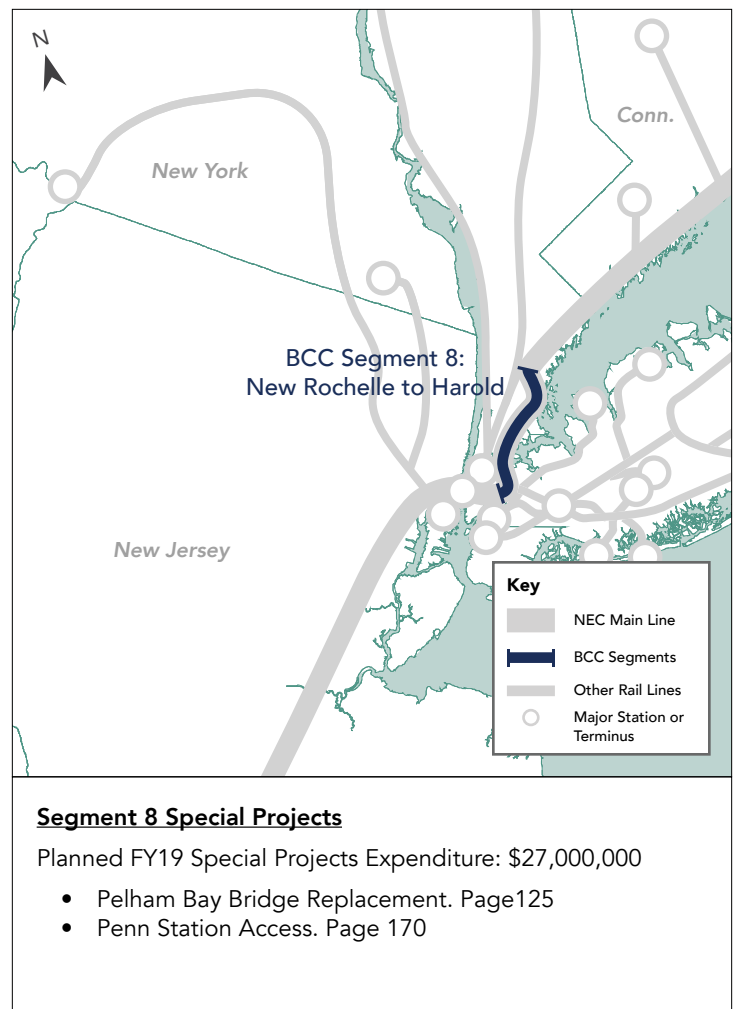 N
Conn.
New York
BCC Segment 8:
New Rochelle to Harold
New Jersey
Key
NEC Main Line
BCC Segments
Other Rail Lines
Major Station or
Terminus
Segment 8 Special Projects
Planned FY19 Special Projects Expenditure: $27,000,000
• Pelham Bay Bridge Replacement. Page125
• Penn Station Access. Page 170